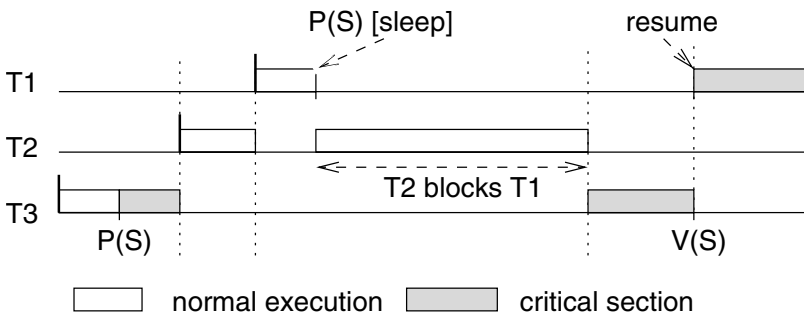 P(S) [sleep] resume
T1
T2
T2 blocks T1
T3
P(S) V(S)
normal execution critical section